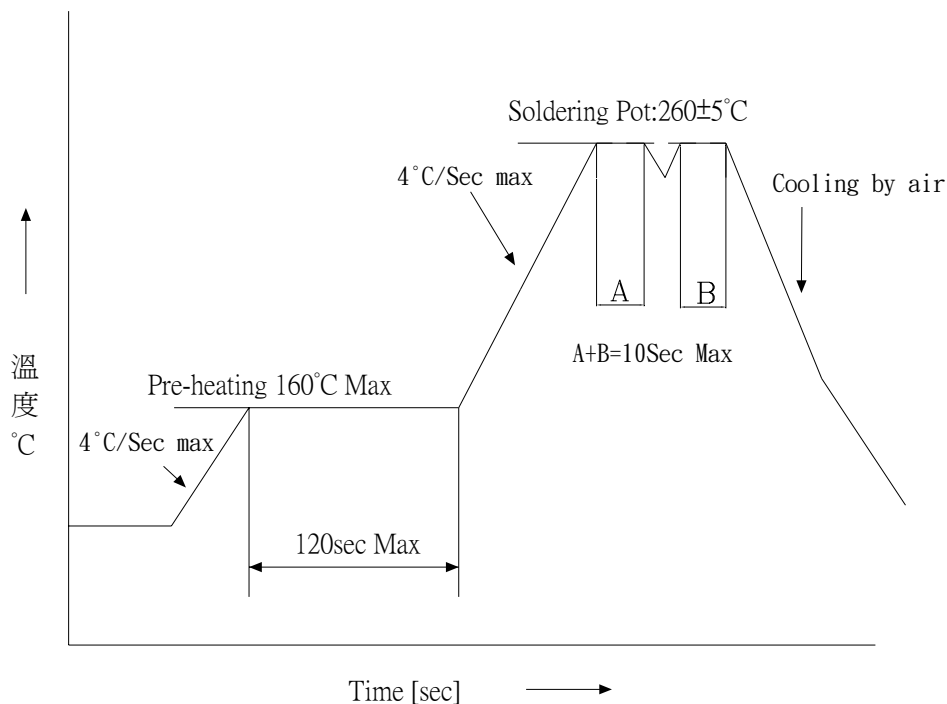 Soldering Pot:260±5°C
4°C/Sec max
Cooling by air
A
B
A+B=10Sec Max
溫度°C
Pre-heating 160°C Max
4°C/Sec max
120sec Max
Time [sec]